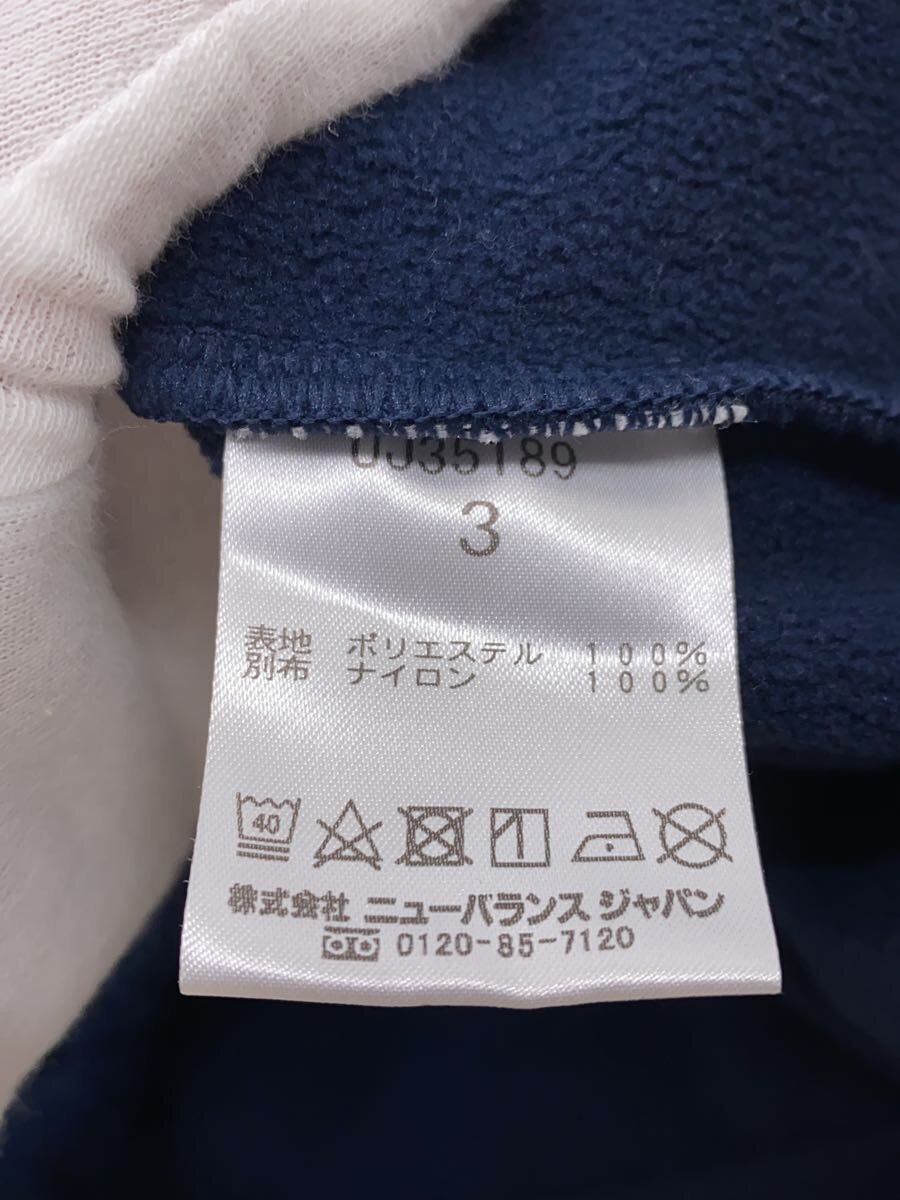 UJ35189
3
表地 ポリエステル 100%
別布 ナイロン 100%
40
株式会社 ニューバランス ジャパン
0120-85-7120